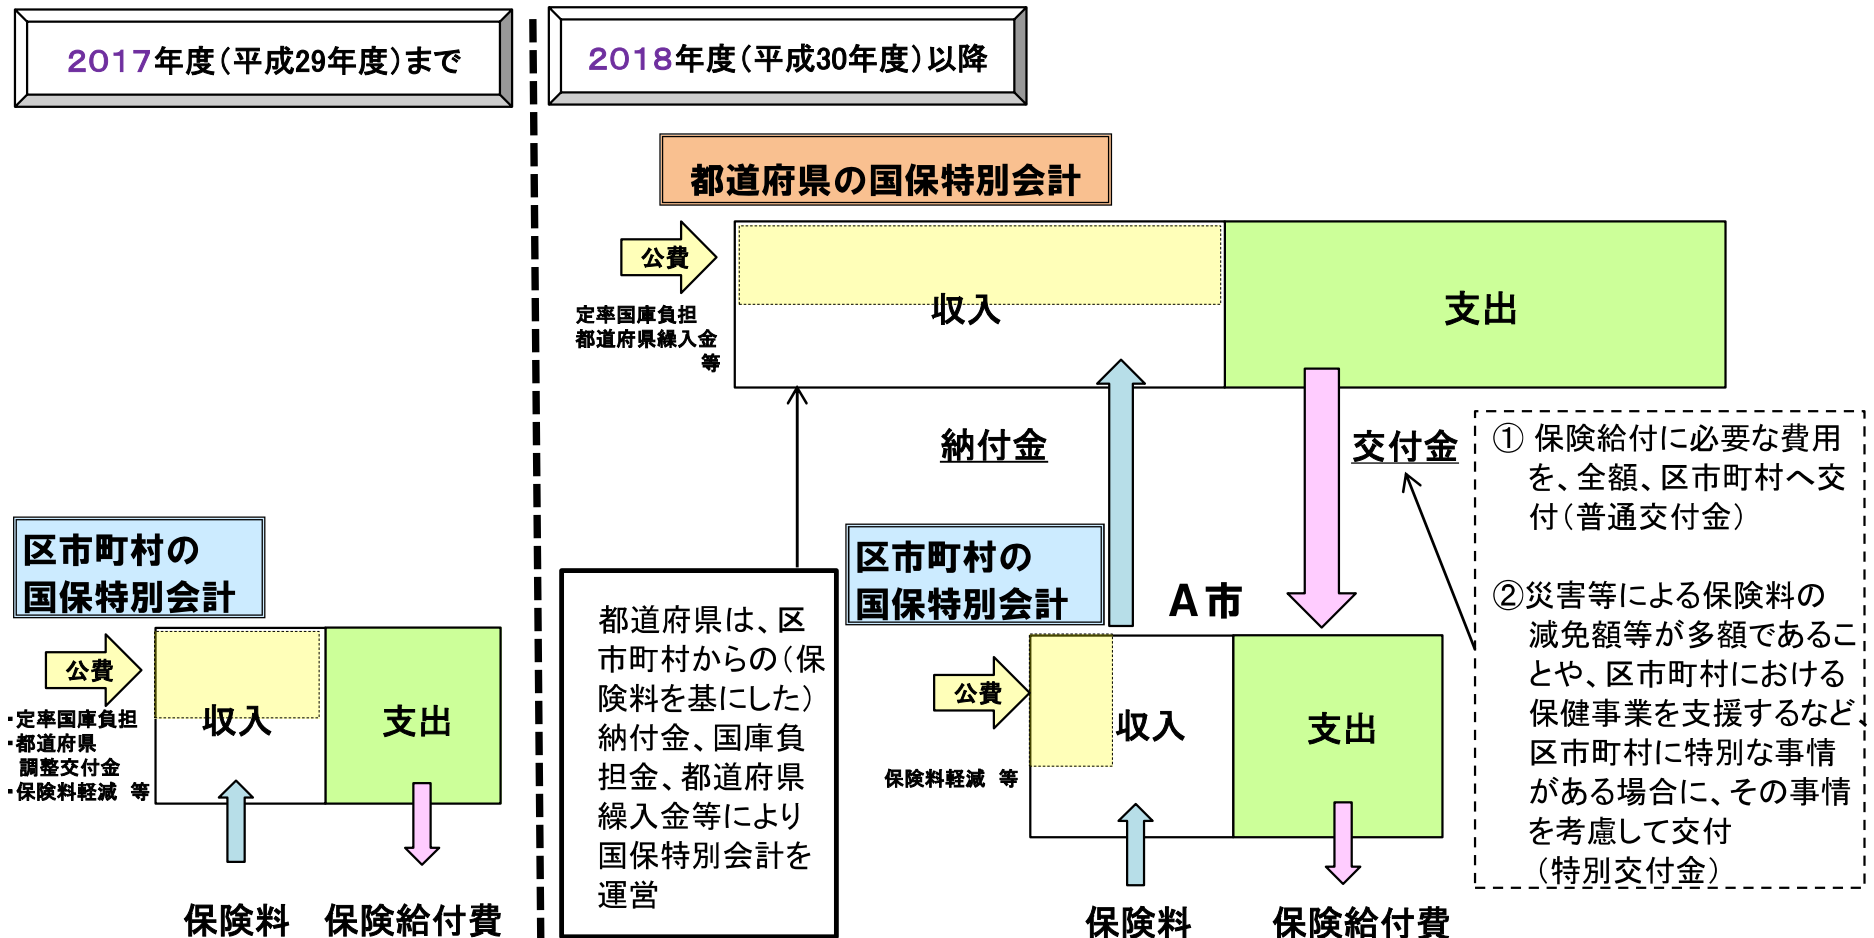 2017年度（平成29年度）まで
区市町村の
国保特別会計
公費
・定率国庫負担
・都道府県
調整交付金
・保険料軽減　等
収入
支出
保険料
保険給付費
2018年度（平成30年度）以降
都道府県の国保特別会計
公費
定率国庫負担
都道府県繰入金
等
収入
支出
納付金
交付金
都道府県は、区
市町村からの（保
険料を基にした）
納付金、国庫負
担金、都道府県
繰入金等により
国保特別会計を
運営
区市町村の
国保特別会計
A市
公費
保険料軽減　等
収入
支出
保険料
保険給付費
① 保険給付に必要な費用
を、全額、区市町村へ交
付（普通交付金）
②災害等による保険料の
減免額等が多額であるこ
とや、区市町村における
保健事業を支援するなど、
区市町村に特別な事情
がある場合に、その事情
を考慮して交付
（特別交付金）